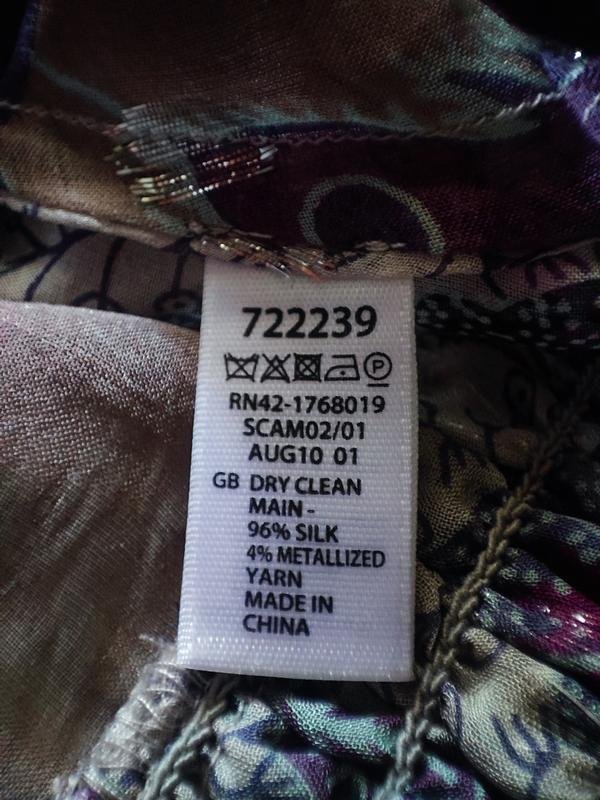 722239
P
RN42-1768019
SCAM02/01
AUG10 01
GB DRY CLEAN
MAIN -
96% SILK
4% METALLIZED
YARN
MADE IN
CHINA